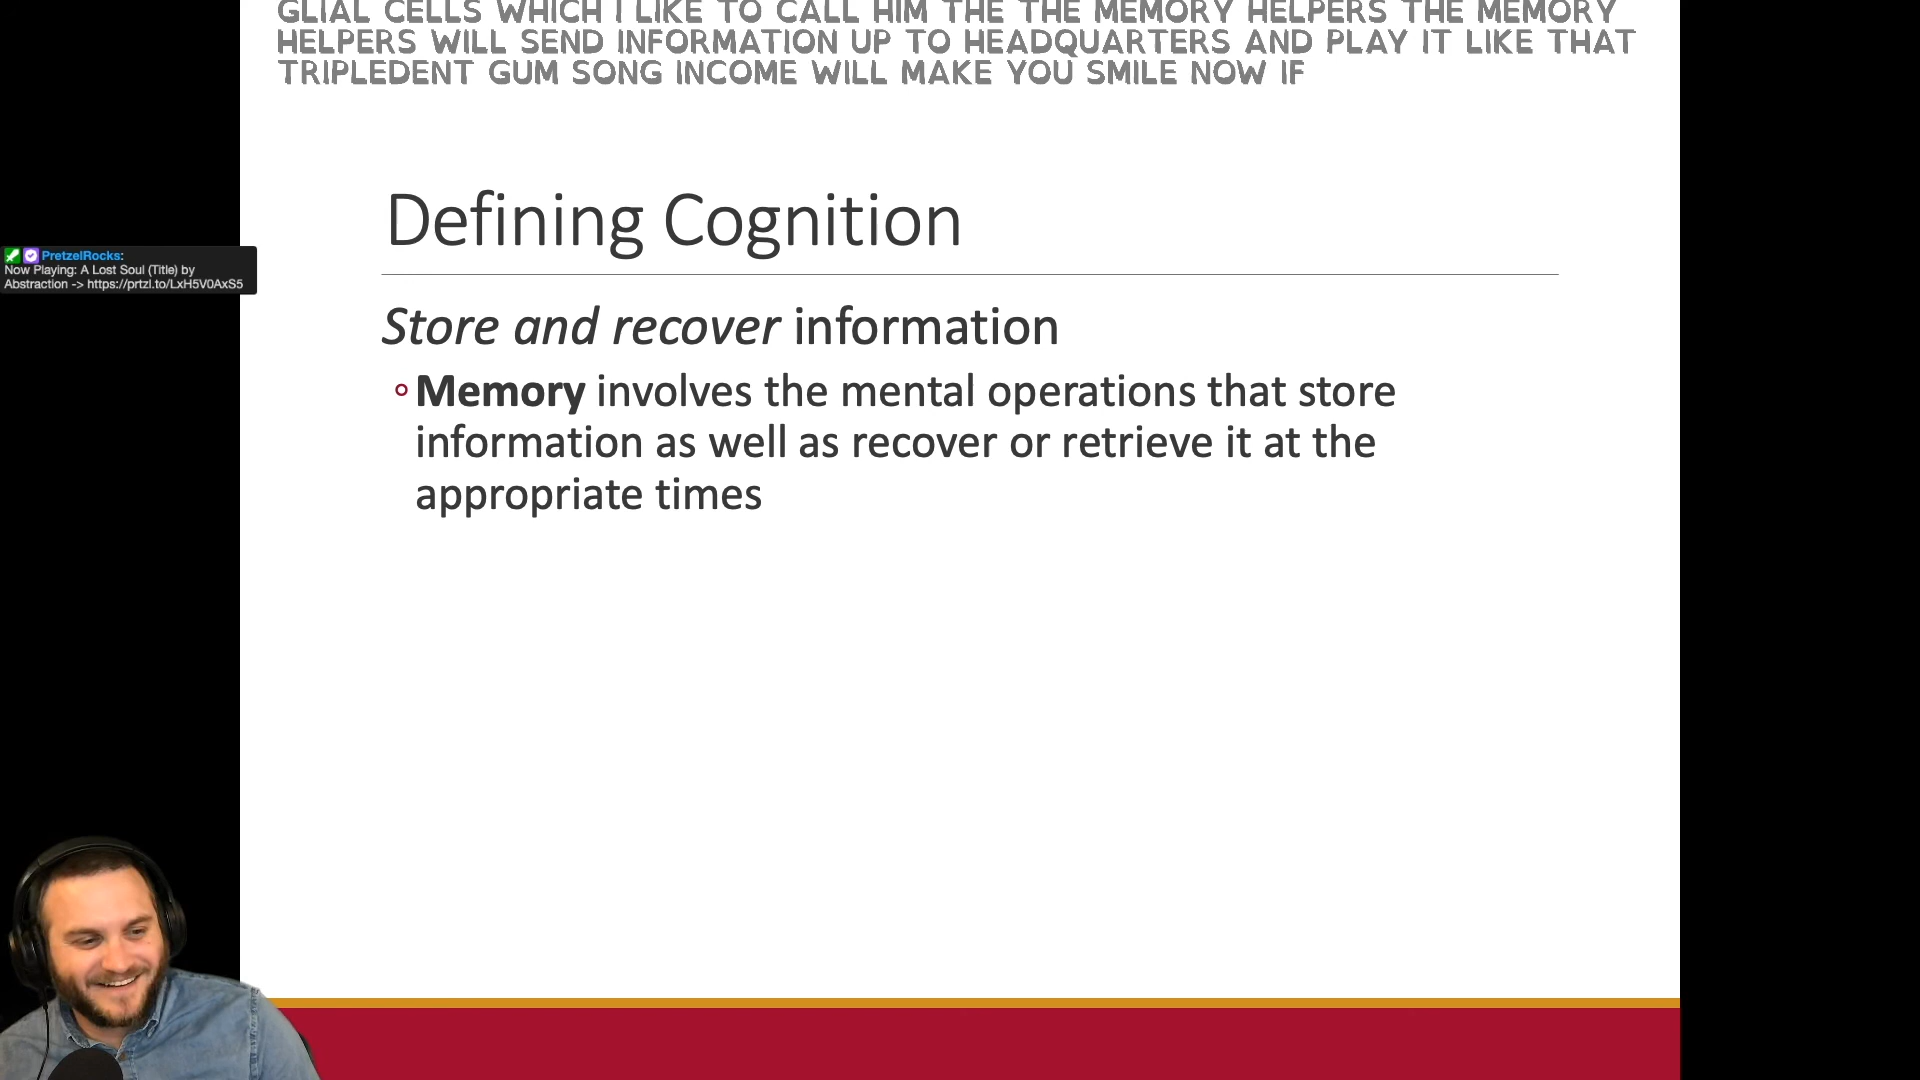 GLIAL CELLS WHICH I LIKE TO CALL HIM THE THE MEMORY HELPERS THE MEMORY
HELPERS WILL SEND INFORMATION UP TO HEADQUARTERS AND PLAY IT LIKE THAT
TRIPLEDENT GUM SONG INCOME WILL MAKE YOU SMILE NOW IF
Defining Cognition
PretzelRocks:
Now Playing: A Lost Soul (Title) by
Abstraction -> https://prtzl.to/LxH5V0AxS5
Store and recover information
Memory involves the mental operations that store
information as well as recover or retrieve it at the
appropriate times